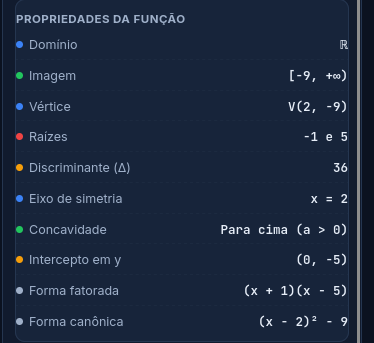 PROPRIEDADES DA FUNÇÃO
Domínio ℝ
Imagem [-9, +∞)
Vértice V(2, -9)
Raízes -1 e 5
Discriminante (Δ) 36
Eixo de simetria x = 2
Concavidade Para cima (a > 0)
Intercepto em y (0, -5)
Forma fatorada (x + 1)(x - 5)
Forma canônica (x - 2)² - 9